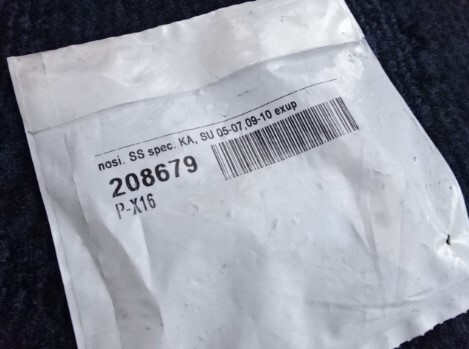 nosi. SS spec. KA, SU 05-07,09-10 exup
208679
P-X16